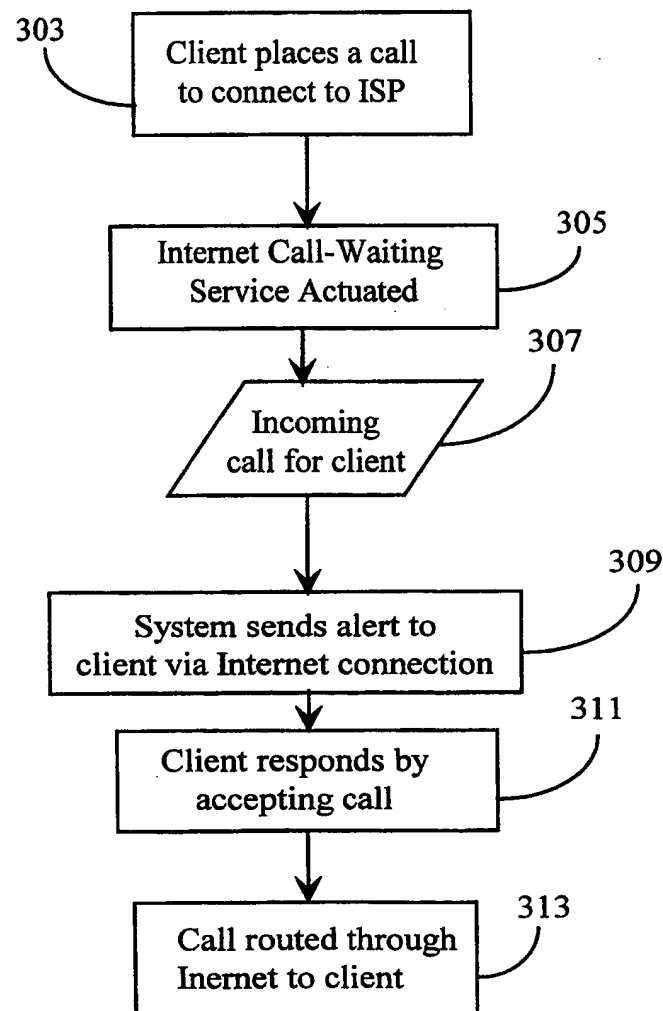 303
Client places a call
to connect to ISP
305
Internet Call-Waiting
Service Actuated
307
Incoming
call for client
309
System sends alert to
client via Internet connection
311
Client responds by
accepting call
313
Call routed through
Inernet to client